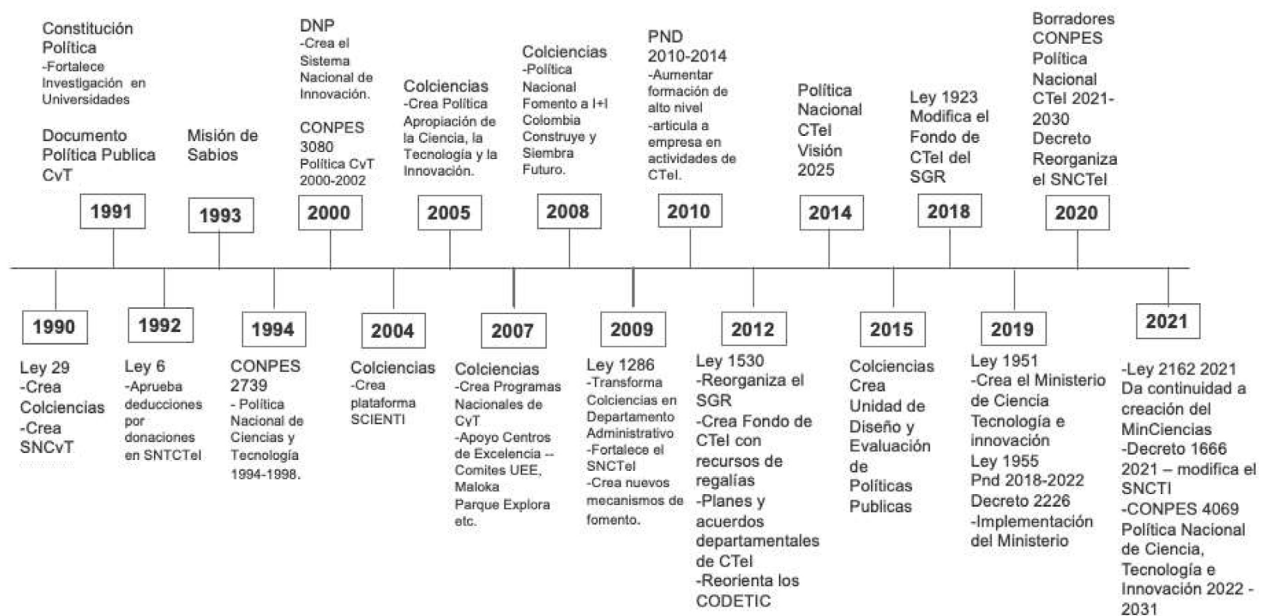 Constitución
Política
-Fortalece
Investigación en
Universidades
Documento
Política Publica
CvT
1991
Misión de
Sabios
1993
DNP
-Crea el
Sistema
Nacional de
Innovación.
CONPES
3080
Política CvT
2000-2002
2000
Colciencias
-Crea Política
Apropiación de
la Ciencia, la
Tecnología y la
Innovación.
2005
Colciencias
-Política
Nacional
Fomento a I+I
Colombia
Construye y
Siembra
Futuro.
2008
PND
2010-2014
-Aumentar
formación de
alto nivel
-articula a
empresa en
actividades de
CTel.
2010
Política
Nacional
CTel
Visión
2025
2014
Ley 1923
Modifica el
Fondo de
CTel del
SGR
2018
Borradores
CONPES
Política
Nacional
CTel 2021-
2030
Decreto
Reorganiza
el SNCTel
2020
1990
Ley 29
-Crea
Colciencias
-Crea
SNCvT
1992
Ley 6
-Aprueba
deducciones
por
donaciones
en SNTCTel
1994
CONPES
2739
- Política
Nacional de
Ciencias y
Tecnología
1994-1998.
2004
Colciencias
-Crea
plataforma
SCIENTI
2007
Colciencias
-Crea Programas
Nacionales de
CvT
-Apoyo Centros
de Excelencia --
Comites UEE,
Maloka
Parque Explora
etc.
2009
Ley 1286
-Transforma
Colciencias en
Departamento
Administrativo
-Fortalece el
SNCTel
-Crea nuevos
mecanismos de
fomento.
2012
Ley 1530
-Reorganiza el
SGR
-Crea Fondo de
CTel con
recursos de
regalías
-Planes y
acuerdos
departamentales
de CTel
-Reorienta los
CODETIC
2015
Colciencias
Crea
Unidad de
Diseño y
Evaluación
de
Políticas
Publicas
2019
Ley 1951
-Crea el Ministerio
de Ciencia
Tecnología e
innovación
Ley 1955
Pnd 2018-2022
Decreto 2226
-Implementación
del Ministerio
2021
-Ley 2162 2021
Da continuidad a
creación del
MinCiencias
-Decreto 1666
2021 – modifica el
SNCTI
-CONPES 4069
Política Nacional
de Ciencia,
Tecnología e
Innovación 2022 -
2031